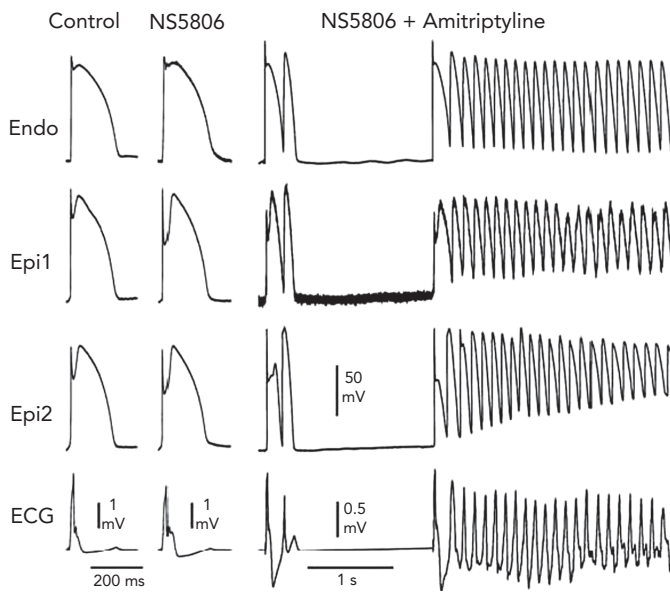 Control NS5806 NS5806 + Amitriptyline
Endo
Epi1
Epi2
50
mV
ECG
1
mV
1
mV
0.5
mV
200 ms
1 s